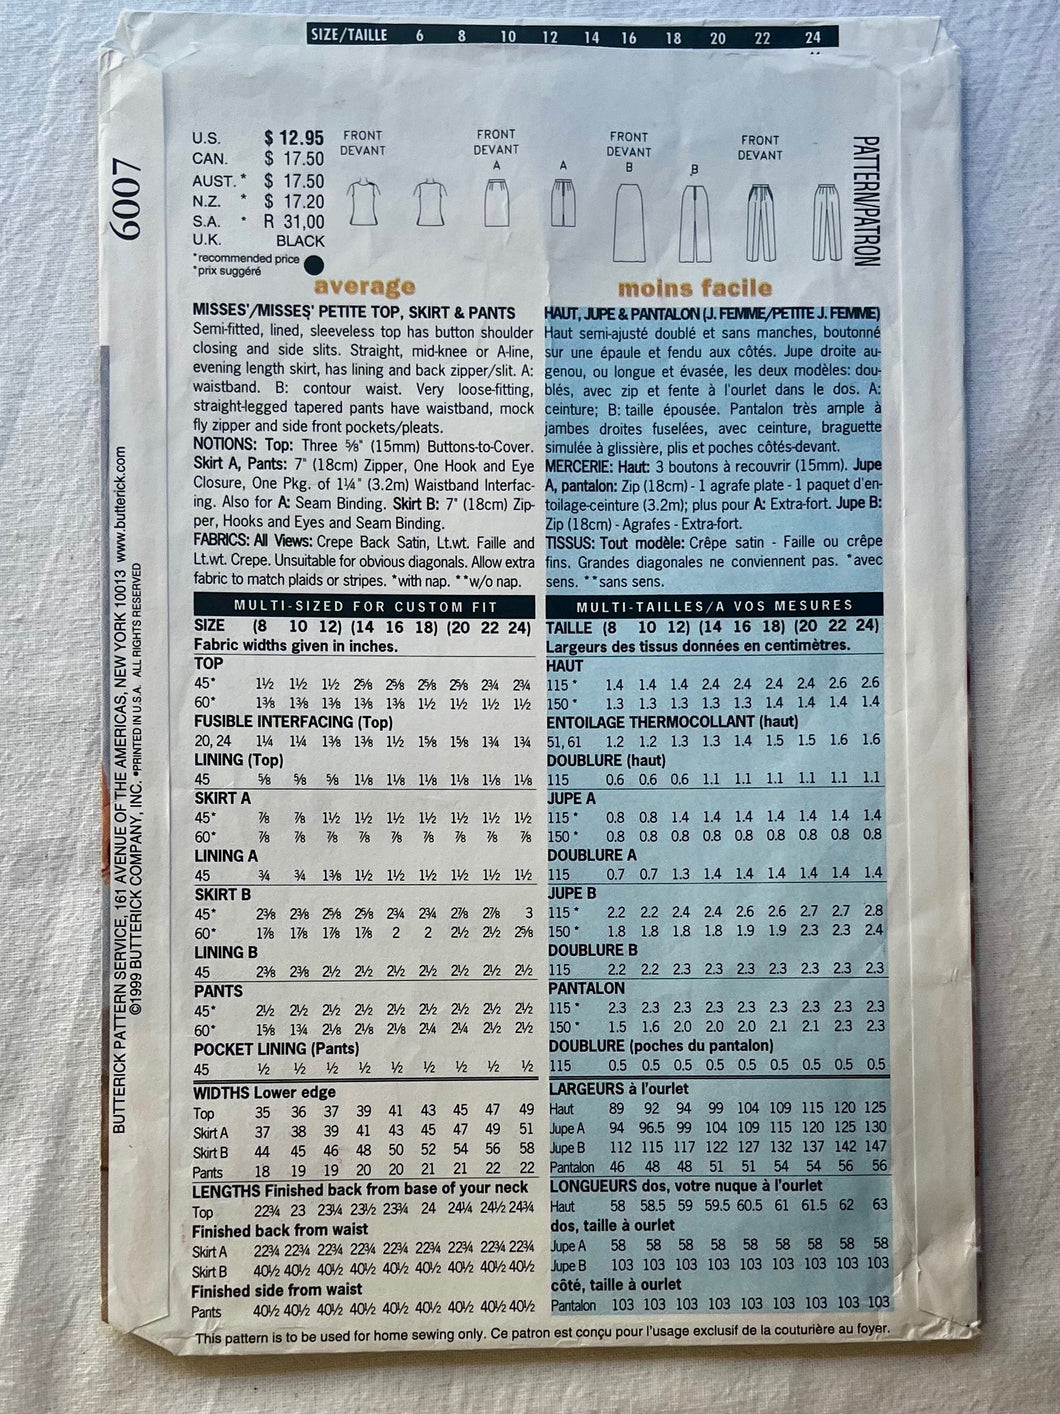 SIZE/TAILLE 6 8 10 12 14 16 18 20 22 24
6007
PATTERN/PATRON
U.S. $ 12.95
CAN. $ 17.50
AUST.* $ 17.50
N.Z. * $ 17.20
S.A. * R 31,00
U.K. BLACK
*recommended price
*prix suggéré
FRONT
DEVANT
FRONT
DEVANT
A A
FRONT
DEVANT
B B
FRONT
DEVANT
average
MISSES'/MISSES' PETITE TOP, SKIRT & PANTS
Semi-fitted, lined, sleeveless top has button shoulder
closing and side slits. Straight, mid-knee or A-line,
evening length skirt, has lining and back zipper/slit. A:
waistband. B: contour waist. Very loose-fitting,
straight-legged tapered pants have waistband, mock
fly zipper and side front pockets/pleats.
NOTIONS: Top: Three ⅝" (15mm) Buttons-to-Cover.
Skirt A, Pants: 7" (18cm) Zipper, One Hook and Eye
Closure, One Pkg. of 1¼" (3.2m) Waistband Interfac-
ing. Also for A: Seam Binding. Skirt B: 7" (18cm) Zip-
per, Hooks and Eyes and Seam Binding.
FABRICS: All Views: Crepe Back Satin, Lt.wt. Faille and
Lt.wt. Crepe. Unsuitable for obvious diagonals. Allow extra
fabric to match plaids or stripes. *with nap. **w/o nap.
MULTI-SIZED FOR CUSTOM FIT
SIZE (8 10 12) (14 16 18) (20 22 24)
Fabric widths given in inches.
TOP
45* 1½ 1½ 1½ 2⅝ 2⅝ 2⅝ 2⅝ 2¾ 2¾
60* 1⅜ 1⅜ 1⅜ 1⅜ 1⅜ 1½ 1½ 1½ 1½
FUSIBLE INTERFACING (Top)
20, 24 1¼ 1¼ 1⅜ 1⅜ 1½ 1⅝ 1⅝ 1¾ 1¾
LINING (Top)
45 ⅝ ⅝ ⅝ 1⅛ 1⅛ 1⅛ 1⅛ 1⅛ 1⅛
SKIRT A
45* ⅞ ⅞ 1½ 1½ 1½ 1½ 1½ 1½ 1½
60* ⅞ ⅞ ⅞ ⅞ ⅞ ⅞ ⅞ ⅞ ⅞
LINING A
45 ¾ ¾ 1⅜ 1½ 1½ 1½ 1½ 1½ 1½
SKIRT B
45* 2⅜ 2⅜ 2⅝ 2⅝ 2¾ 2¾ 2⅞ 2⅞ 3
60* 1⅞ 1⅞ 1⅞ 1⅞ 2 2 2½ 2½ 2⅝
LINING B
45 2⅜ 2⅜ 2½ 2½ 2½ 2½ 2½ 2½ 2½
PANTS
45* 2½ 2½ 2½ 2½ 2½ 2½ 2½ 2½ 2½
60* 1⅝ 1¾ 2⅛ 2⅛ 2⅛ 2¼ 2¼ 2½ 2½
POCKET LINING (Pants)
45 ½ ½ ½ ½ ½ ½ ½ ½ ½
WIDTHS Lower edge
Top 35 36 37 39 41 43 45 47 49
Skirt A 37 38 39 41 43 45 47 49 51
Skirt B 44 45 46 48 50 52 54 56 58
Pants 18 19 19 20 20 21 21 22 22
LENGTHS Finished back from base of your neck
Top 22¾ 23 23¼ 23½ 23¾ 24 24¼ 24½ 24¾
Finished back from waist
Skirt A 22¾ 22¾ 22¾ 22¾ 22¾ 22¾ 22¾ 22¾ 22¾
Skirt B 40½ 40½ 40½ 40½ 40½ 40½ 40½ 40½ 40½
Finished side from waist
Pants 40½ 40½ 40½ 40½ 40½ 40½ 40½ 40½ 40½
moins facile
HAUT, JUPE & PANTALON (J. FEMME/PETITE J. FEMME)
Haut semi-ajusté doublé et sans manches, boutonné
sur une épaule et fendu aux côtés. Jupe droite au-
genou, ou longue et évasée, les deux modèles: dou-
blés, avec zip et fente à l'ourlet dans le dos. A:
ceinture; B: taille épousée. Pantalon très ample à
jambes droites fuselées, avec ceinture, braguette
simulée à glissière, plis et poches côtés-devant.
MERCERIE: Haut: 3 boutons à recouvrir (15mm). Jupe
A, pantalon: Zip (18cm) - 1 agrafe plate - 1 paquet d'en-
toilage-ceinture (3.2m); plus pour A: Extra-fort. Jupe B:
Zip (18cm) - Agrafes - Extra-fort.
TISSUS: Tout modèle: Crêpe satin - Faille ou crêpe
fins. Grandes diagonales ne conviennent pas. *avec
sens. **sans sens.
MULTI-TAILLES/A VOS MESURES
TAILLE (8 10 12) (14 16 18) (20 22 24)
Largeurs des tissus données en centimètres.
HAUT
115* 1.4 1.4 1.4 2.4 2.4 2.4 2.4 2.6 2.6
150* 1.3 1.3 1.3 1.3 1.3 1.4 1.4 1.4 1.4
ENTOILAGE THERMOCOLLANT (haut)
51, 61 1.2 1.2 1.3 1.3 1.4 1.5 1.5 1.6 1.6
DOUBLURE (haut)
115 0.6 0.6 0.6 1.1 1.1 1.1 1.1 1.1 1.1
JUPE A
115* 0.8 0.8 1.4 1.4 1.4 1.4 1.4 1.4 1.4
150* 0.8 0.8 0.8 0.8 0.8 0.8 0.8 0.8 0.8
DOUBLURE A
115 0.7 0.7 1.3 1.4 1.4 1.4 1.4 1.4 1.4
JUPE B
115* 2.2 2.2 2.4 2.4 2.6 2.6 2.7 2.7 2.8
150* 1.8 1.8 1.8 1.8 1.9 1.9 2.3 2.3 2.4
DOUBLURE B
115 2.2 2.2 2.3 2.3 2.3 2.3 2.3 2.3 2.3
PANTALON
115* 2.3 2.3 2.3 2.3 2.3 2.3 2.3 2.3 2.3
150* 1.5 1.6 2.0 2.0 2.0 2.1 2.1 2.3 2.3
DOUBLURE (poches du pantalon)
115 0.5 0.5 0.5 0.5 0.5 0.5 0.5 0.5 0.5
LARGEURS à l'ourlet
Haut 89 92 94 99 104 109 115 120 125
Jupe A 94 96.5 99 104 109 115 120 125 130
Jupe B 112 115 117 122 127 132 137 142 147
Pantalon 46 48 48 51 51 54 54 56 56
LONGUEURS dos, votre nuque à l'ourlet
Haut 58 58.5 59 59.5 60.5 61 61.5 62 63
dos, taille à ourlet
Jupe A 58 58 58 58 58 58 58 58 58
Jupe B 103 103 103 103 103 103 103 103 103
côté, taille à ourlet
Pantalon 103 103 103 103 103 103 103 103 103
This pattern is to be used for home sewing only. Ce patron est conçu pour l'usage exclusif de la couturière au foyer.
BUTTERICK PATTERN SERVICE, 161 AVENUE OF THE AMERICAS, NEW YORK 10013 www.butterick.com
©1999 BUTTERICK COMPANY, INC. •PRINTED IN U.S.A. ALL RIGHTS RESERVED